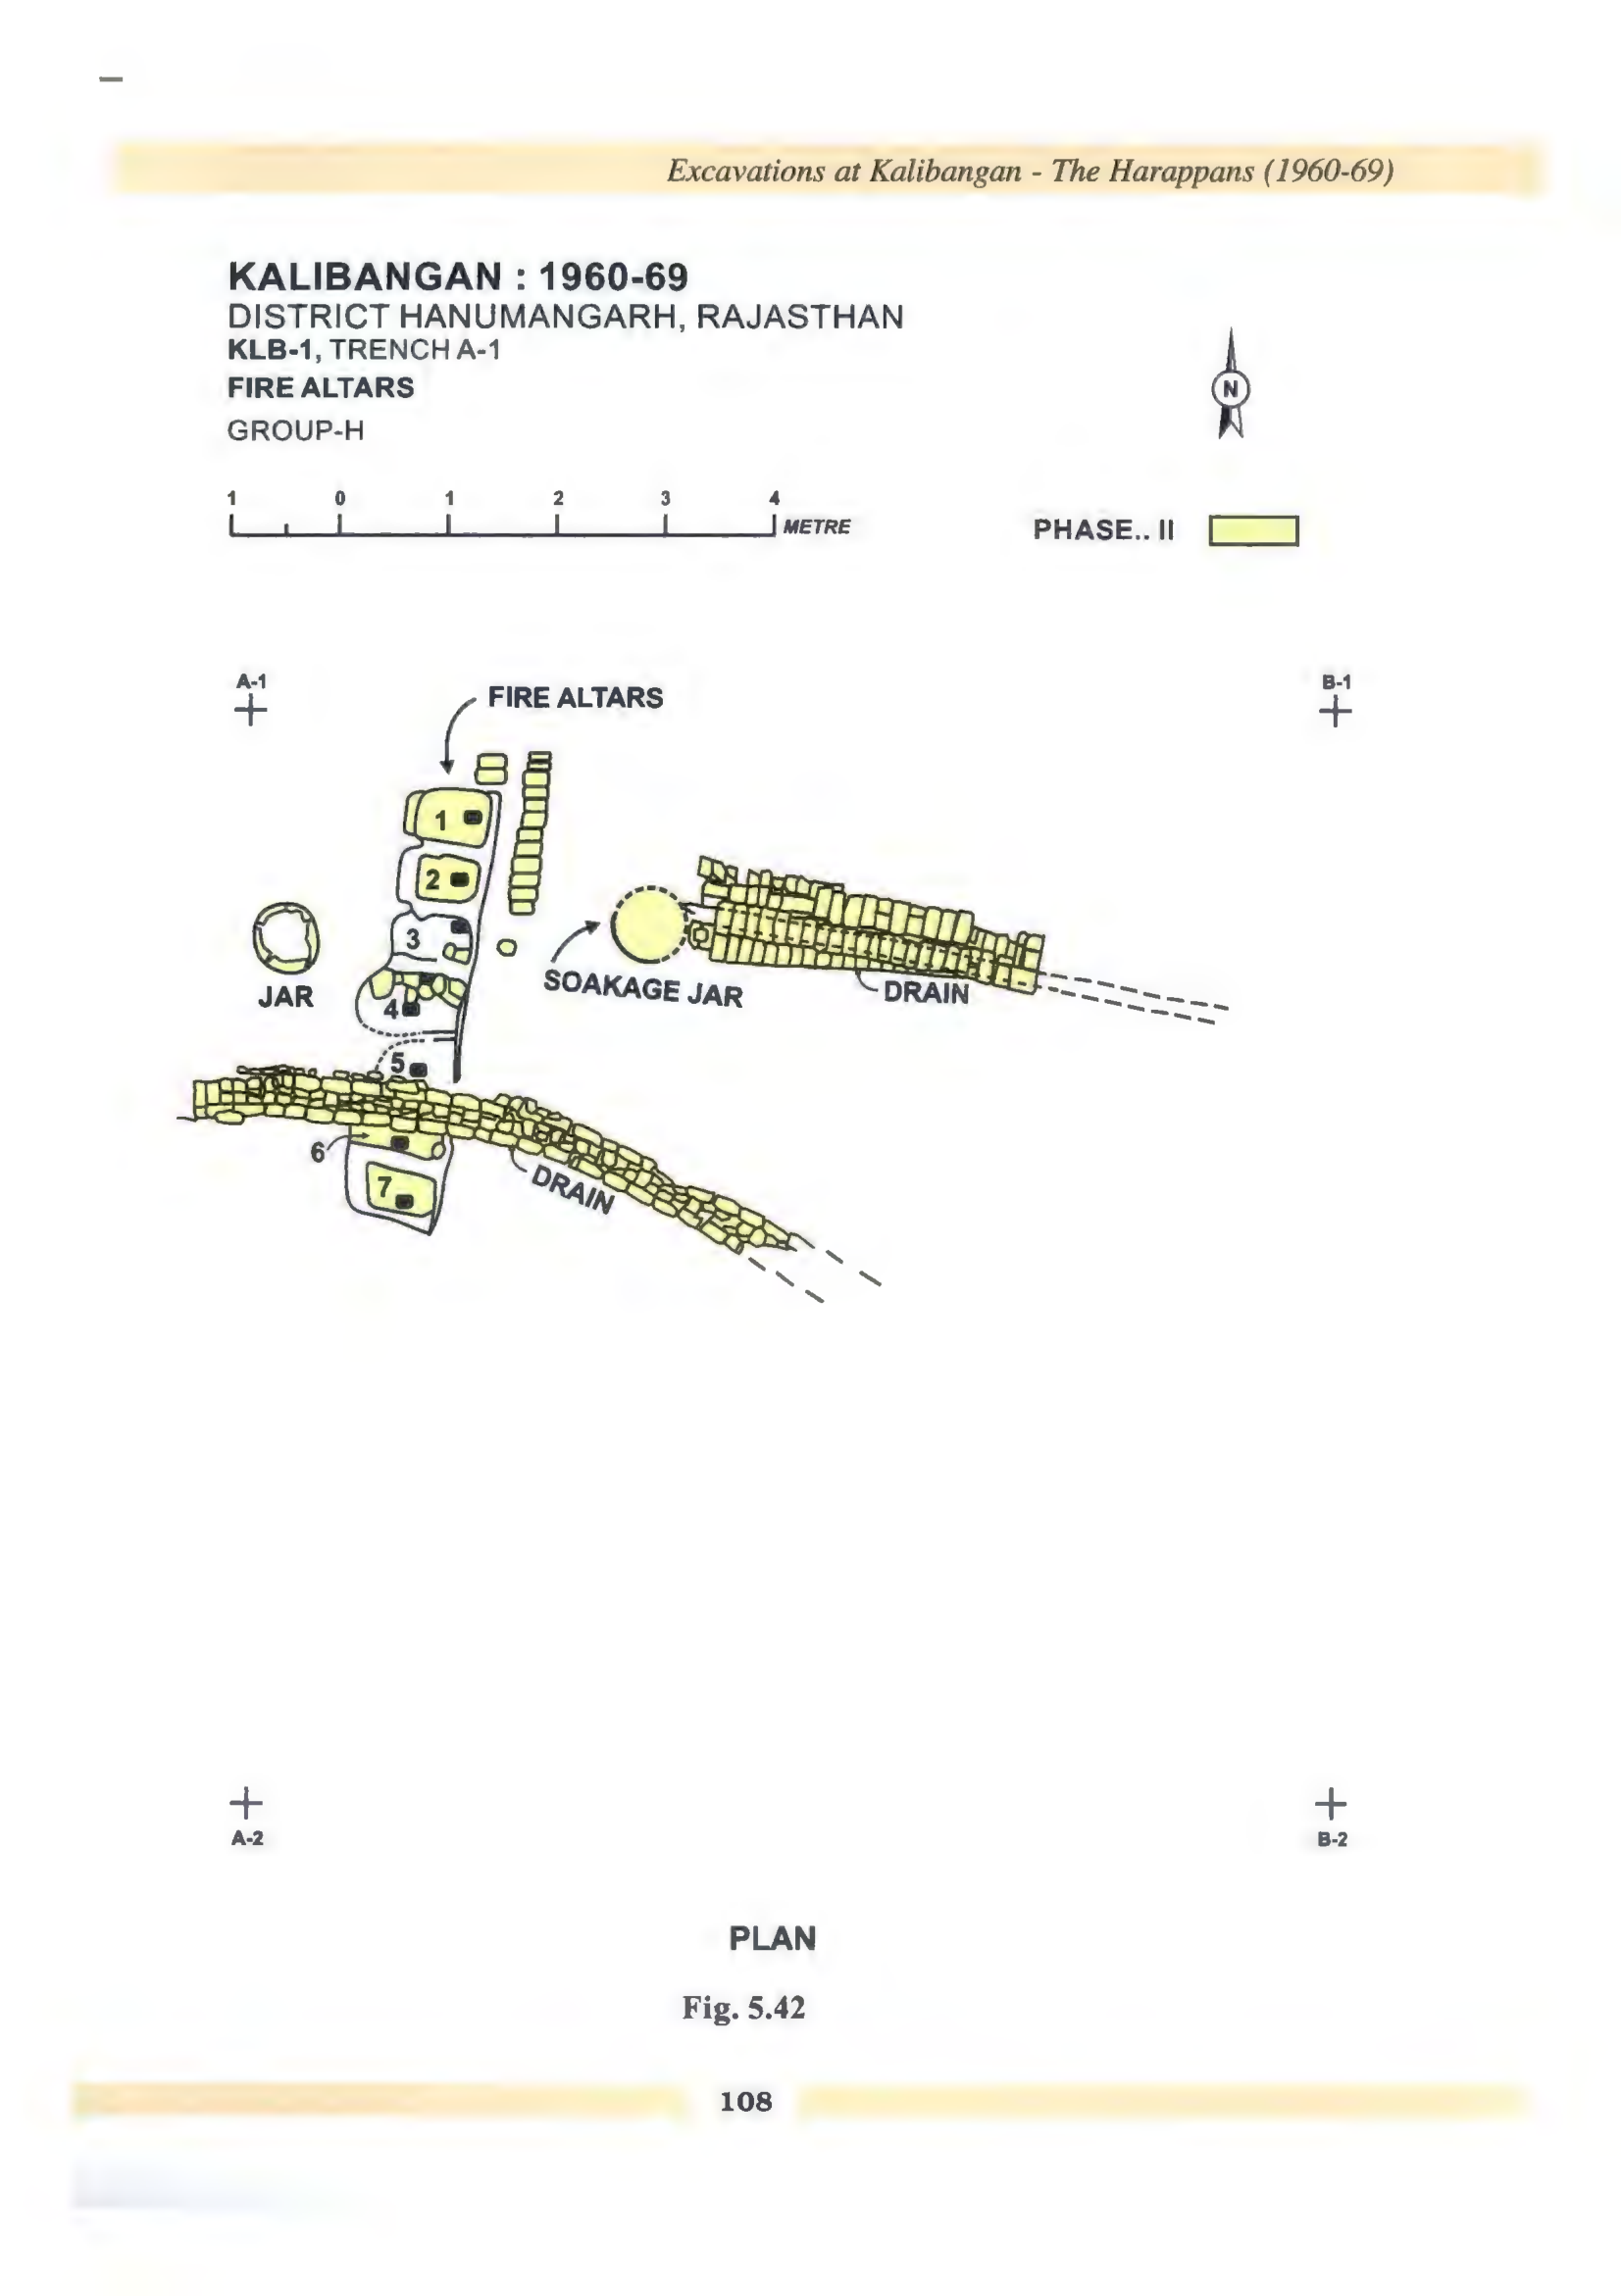 Excavations at Kalibangan - The Harappans (1960-69)
KALIBANGAN : 1960-69
DISTRICT HANUMANGARH, RAJASTHAN
KLB-1, TRENCH A-1
FIRE ALTARS
GROUP-H
N
1 0 1 2 3 4
METRE
PHASE.. II
A-1
B-1
FIRE ALTARS
1
2
3
JAR
4
SOAKAGE JAR
DRAIN
5
6
7
DRAIN
A-2
B-2
PLAN
Fig. 5.42
108